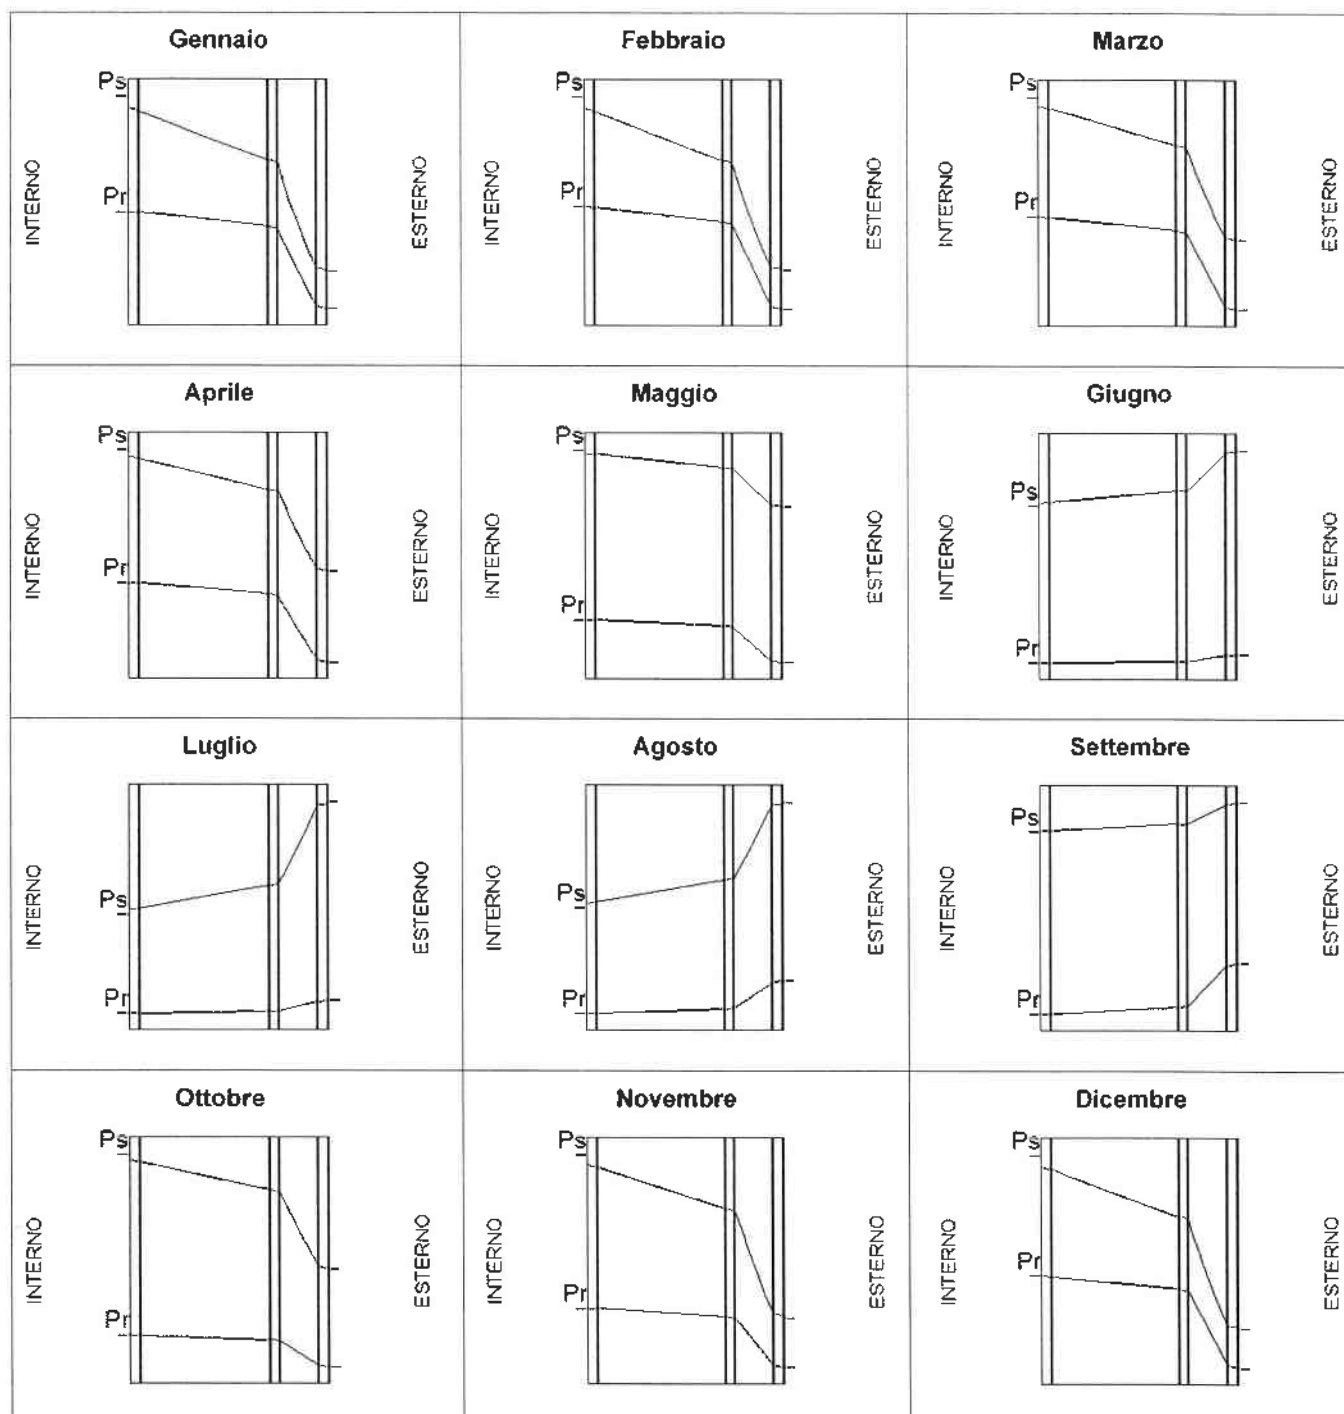 Gennaio
Ps
Pr
INTERNO
ESTERNO
Febbraio
Ps
Pr
INTERNO
ESTERNO
Marzo
Ps
Pr
INTERNO
ESTERNO
Aprile
Ps
Pr
INTERNO
ESTERNO
Maggio
Ps
Pr
INTERNO
ESTERNO
Giugno
Ps
Pr
INTERNO
ESTERNO
Luglio
Ps
Pr
INTERNO
ESTERNO
Agosto
Ps
Pr
INTERNO
ESTERNO
Settembre
Ps
Pr
INTERNO
ESTERNO
Ottobre
Ps
Pr
INTERNO
ESTERNO
Novembre
Ps
Pr
INTERNO
ESTERNO
Dicembre
Ps
Pr
INTERNO
ESTERNO